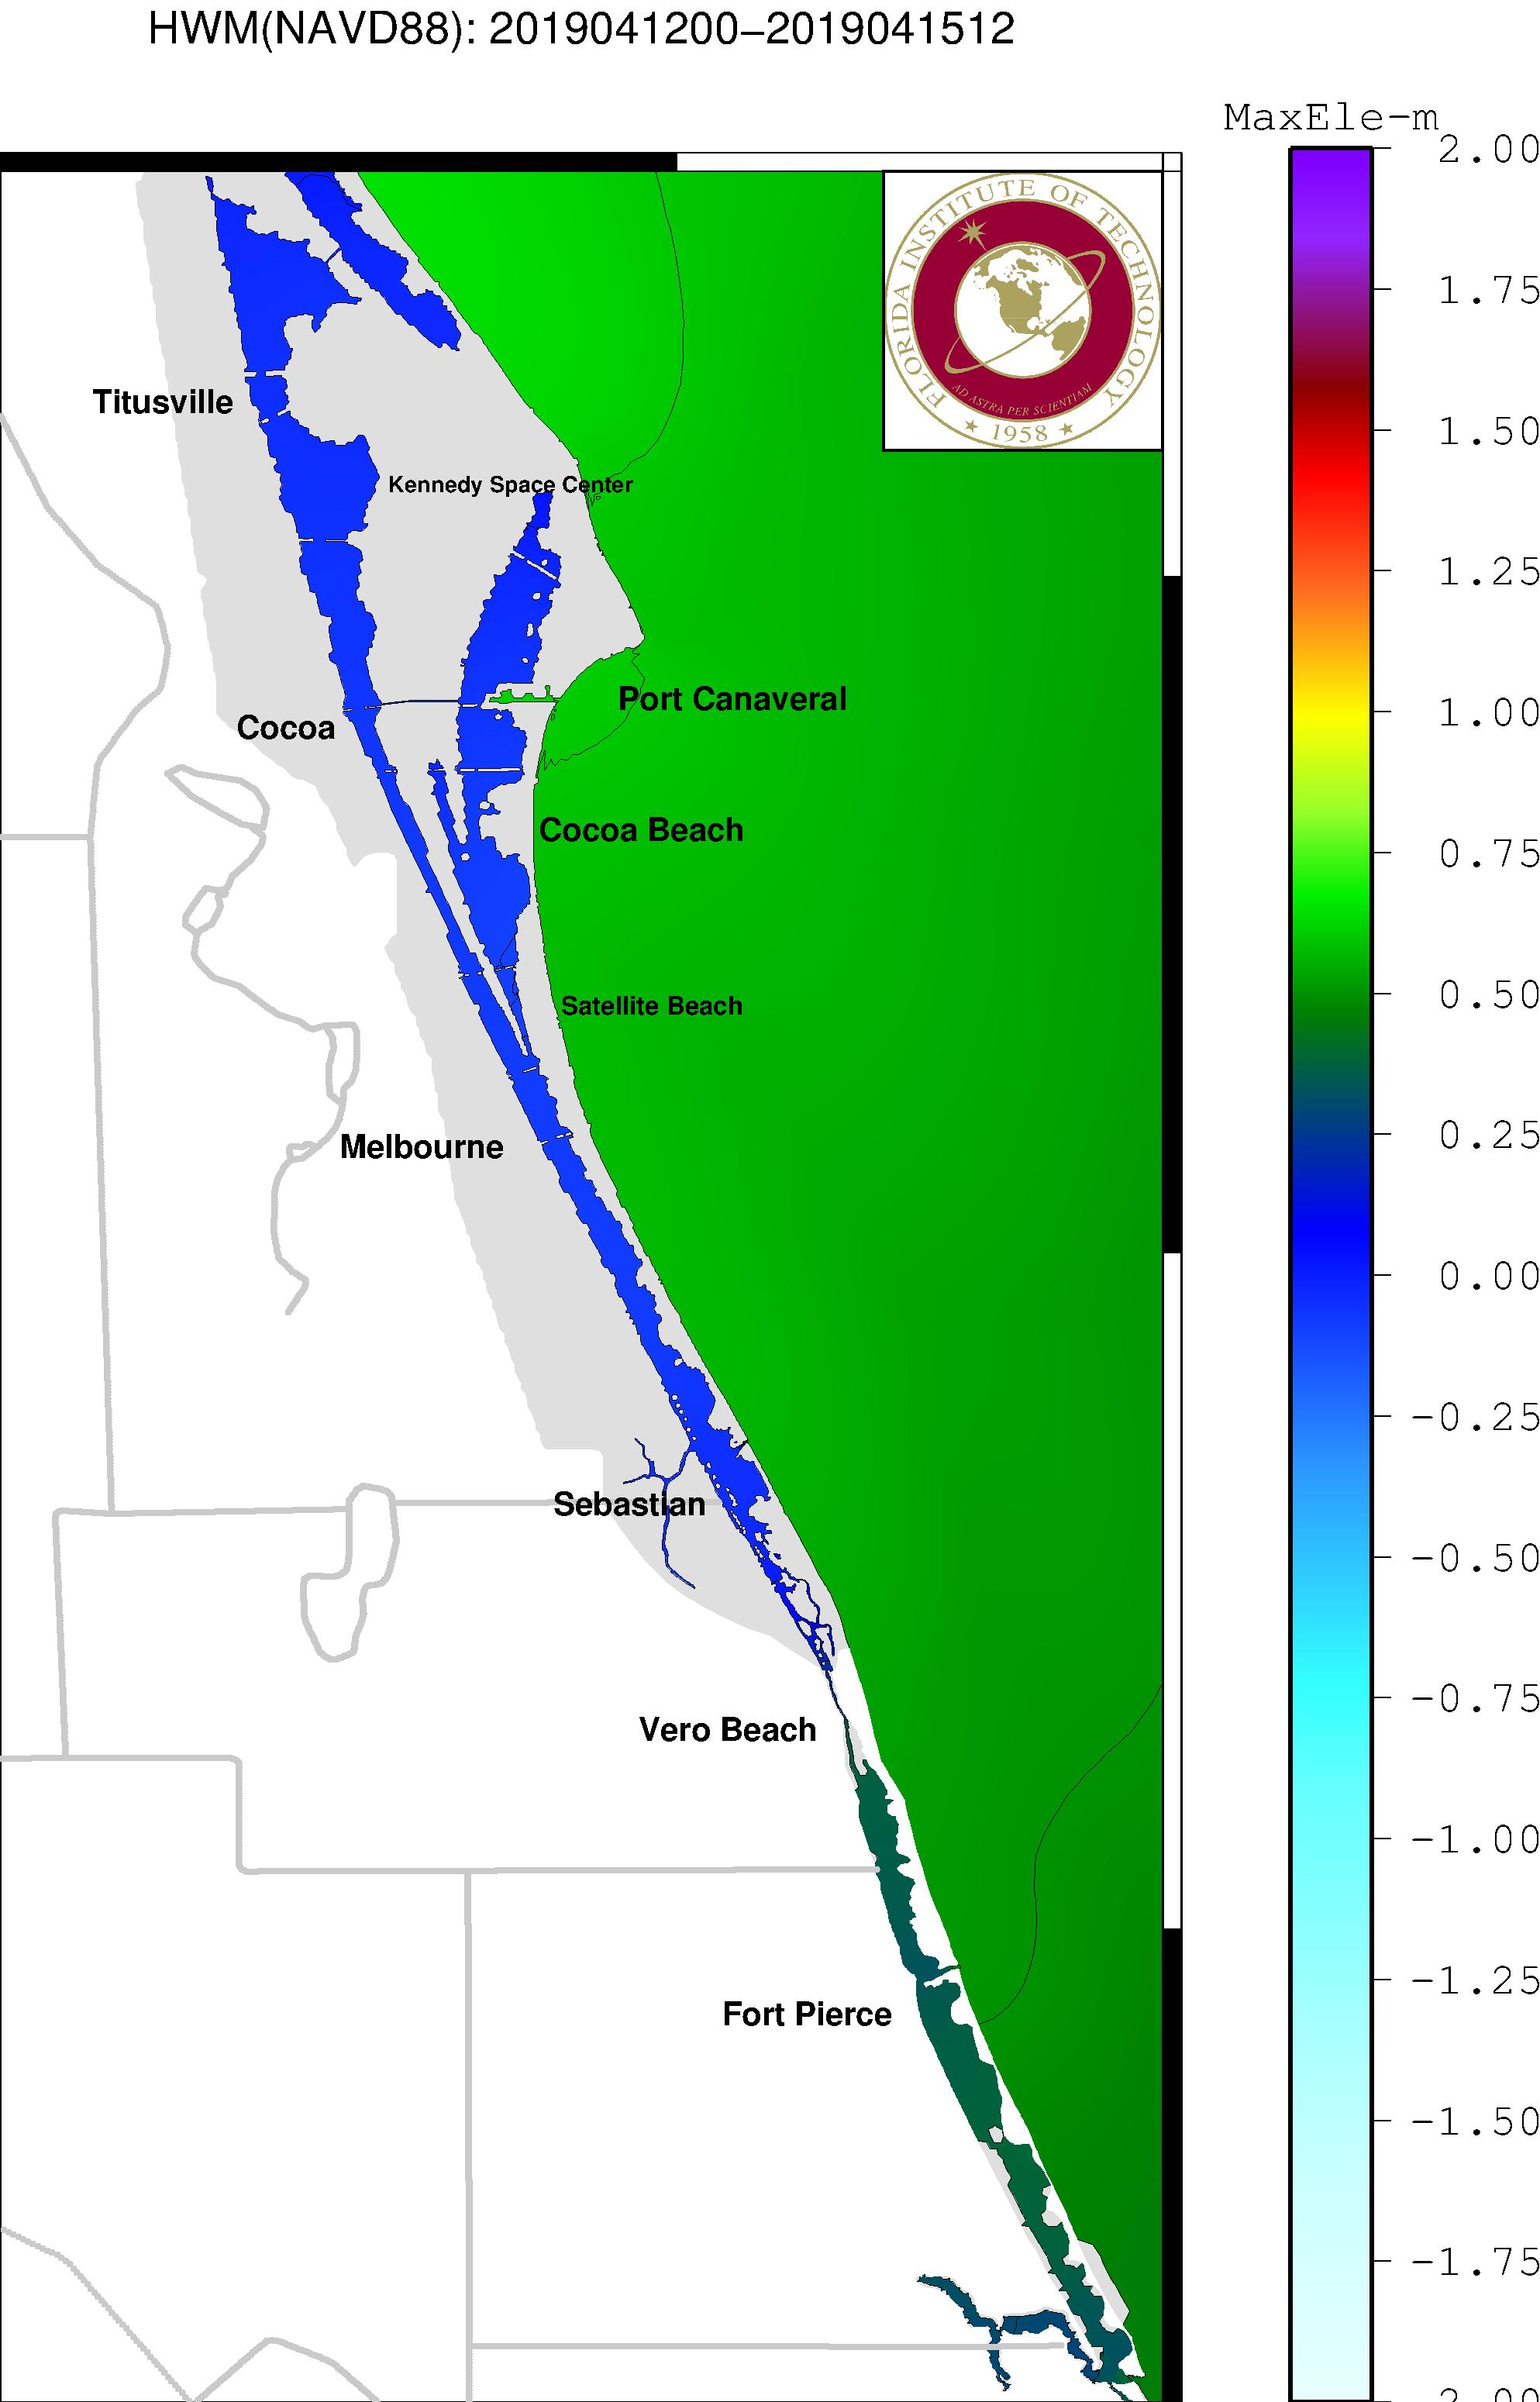 HWM(NAVD88): 2019041200−2019041512
MaxEle-m
2.00
1.75
1.50
1.25
1.00
0.75
0.50
0.25
0.00
-0.25
-0.50
-0.75
-1.00
-1.25
-1.50
-1.75
2.00
FLORIDA INSTITUTE OF TECHNOLOGY
AD ASTRA PER SCIENTIAM
1958
Titusville
Kennedy Space Center
Port Canaveral
Cocoa
Cocoa Beach
Satellite Beach
Melbourne
Sebastian
Vero Beach
Fort Pierce